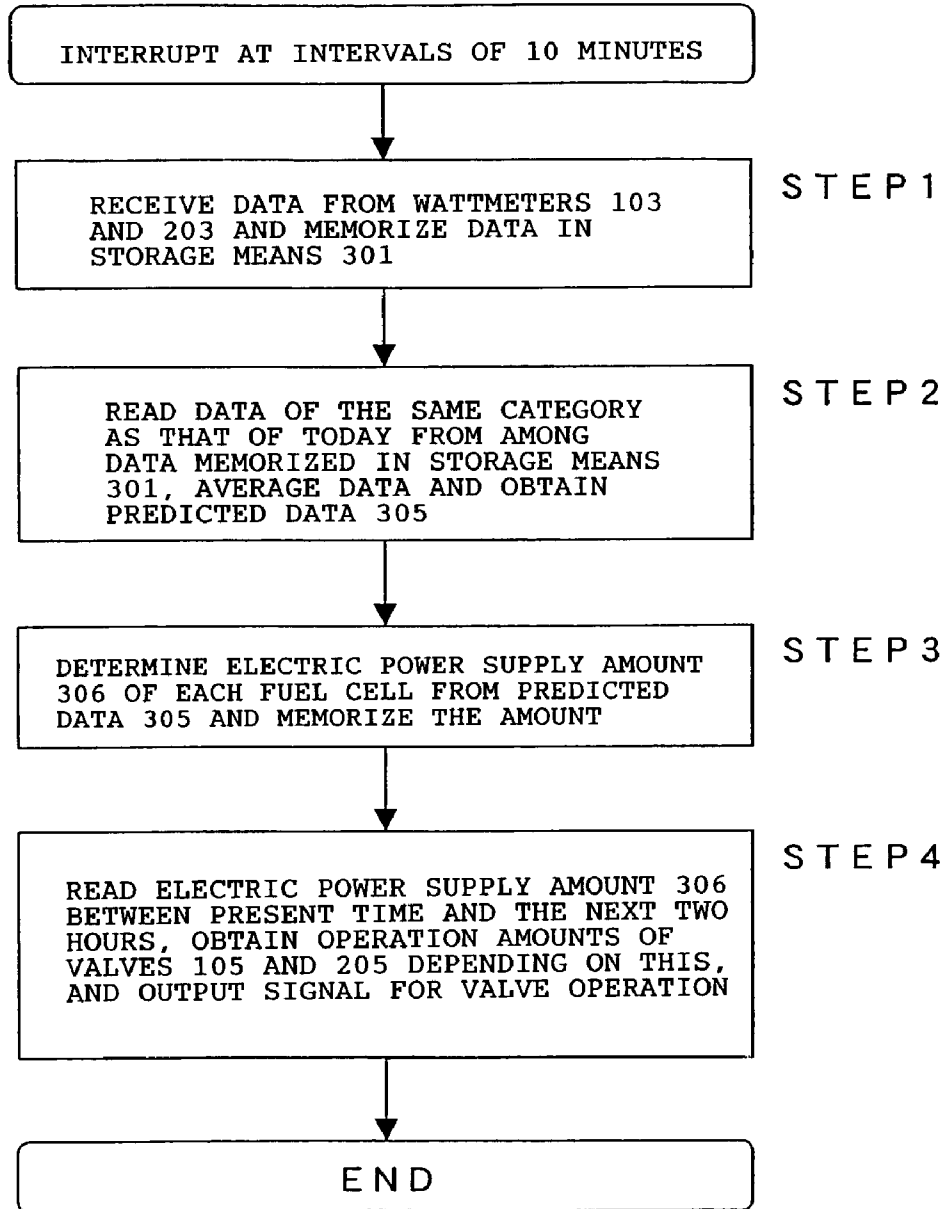 INTERRUPT AT INTERVALS OF 10 MINUTES
STEP1
RECEIVE DATA FROM WATTMETERS 103
AND 203 AND MEMORIZE DATA IN
STORAGE MEANS 301
STEP2
READ DATA OF THE SAME CATEGORY
AS THAT OF TODAY FROM AMONG
DATA MEMORIZED IN STORAGE MEANS
301, AVERAGE DATA AND OBTAIN
PREDICTED DATA 305
STEP3
DETERMINE ELECTRIC POWER SUPPLY AMOUNT
306 OF EACH FUEL CELL FROM PREDICTED
DATA 305 AND MEMORIZE THE AMOUNT
STEP4
READ ELECTRIC POWER SUPPLY AMOUNT 306
BETWEEN PRESENT TIME AND THE NEXT TWO
HOURS, OBTAIN OPERATION AMOUNTS OF
VALVES 105 AND 205 DEPENDING ON THIS,
AND OUTPUT SIGNAL FOR VALVE OPERATION
END